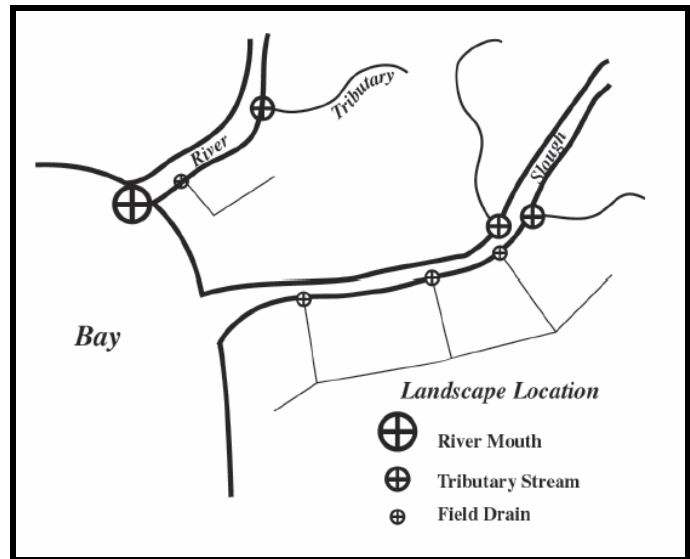 Tributary
River
Slough
Bay
Landscape Location
River Mouth
Tributary Stream
Field Drain